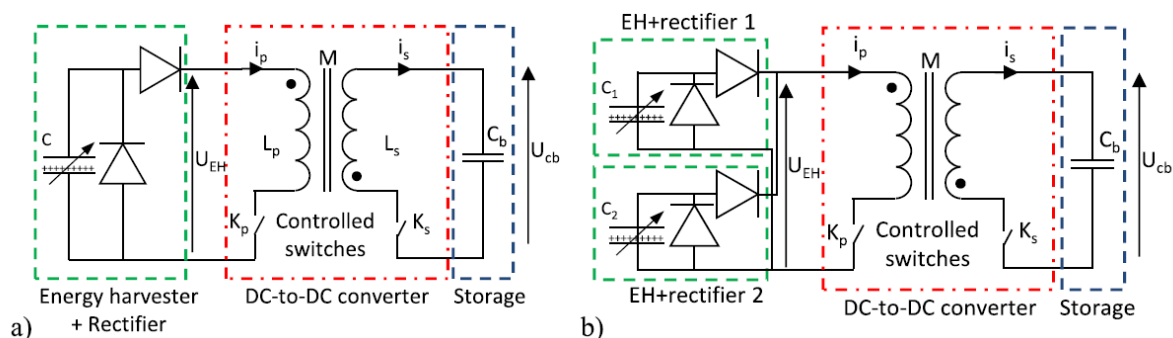 i_p
M
i_s
C
U_EH
L_p
L_s
C_b
U_cb
K_p
Controlled
switches
K_s
Energy harvester
+ Rectifier
DC-to-DC converter
Storage
a)
EH+rectifier 1
i_p
M
i_s
C_1
C_2
U_EH
C_b
U_cb
K_p
Controlled
switches
K_s
EH+rectifier 2
DC-to-DC converter
Storage
b)